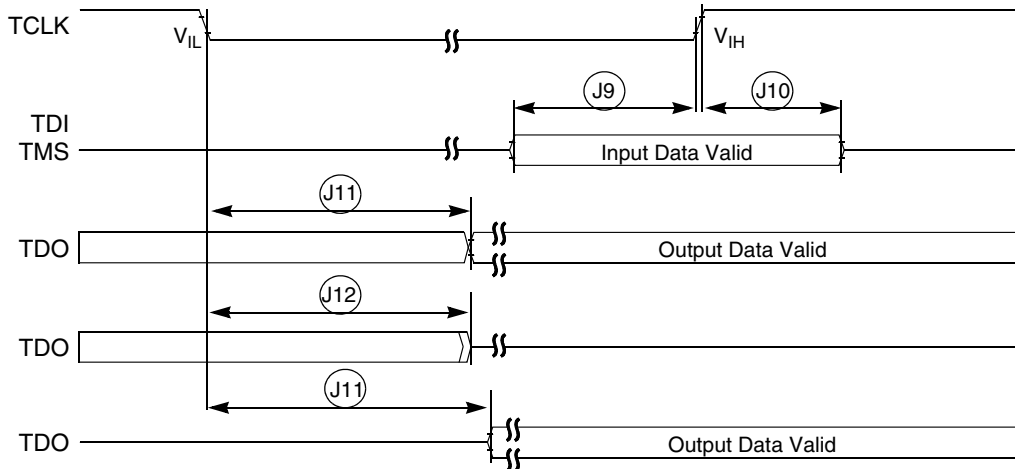 TCLK
VIL
VIH
J9
J10
TDI
TMS
Input Data Valid
J11
TDO
Output Data Valid
J12
TDO
J11
TDO
Output Data Valid